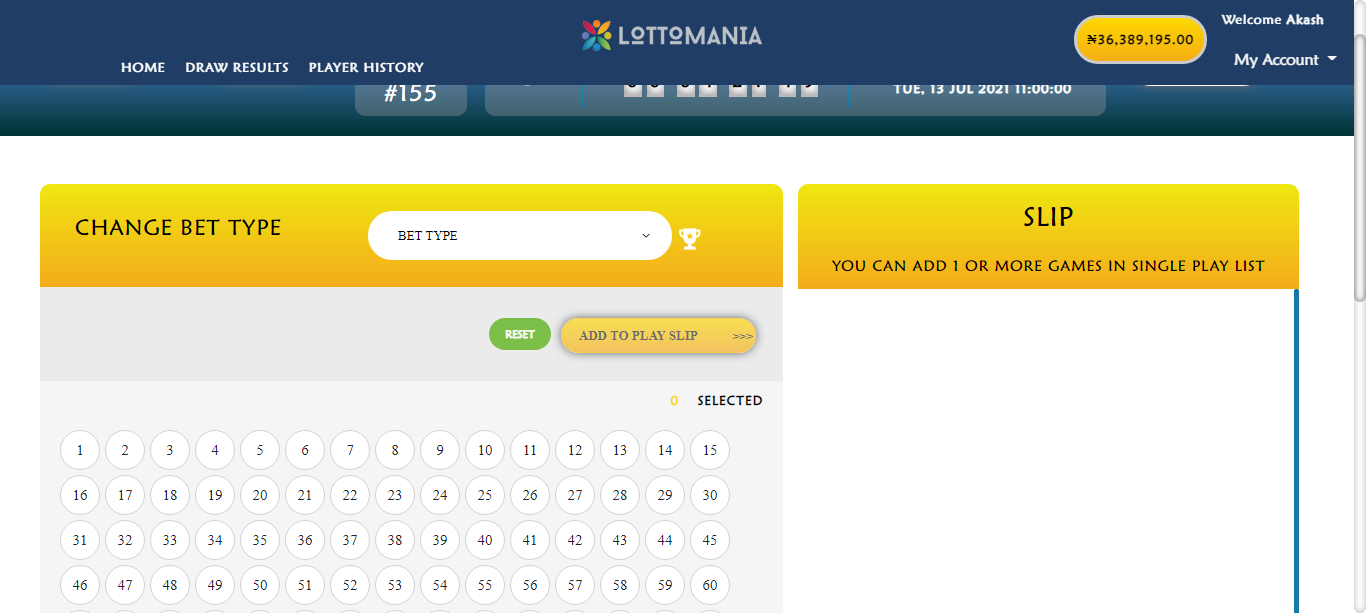 LOTTOMANIA
₦36,389,195.00
Welcome Akash
My Account
HOME DRAW RESULTS PLAYER HISTORY
#155
TUE, 13 JUL 2021 11:00:00
CHANGE BET TYPE
BET TYPE
SLIP
YOU CAN ADD 1 OR MORE GAMES IN SINGLE PLAY LIST
RESET
ADD TO PLAY SLIP >>>
0 SELECTED
1 2 3 4 5 6 7 8 9 10 11 12 13 14 15
16 17 18 19 20 21 22 23 24 25 26 27 28 29 30
31 32 33 34 35 36 37 38 39 40 41 42 43 44 45
46 47 48 49 50 51 52 53 54 55 56 57 58 59 60